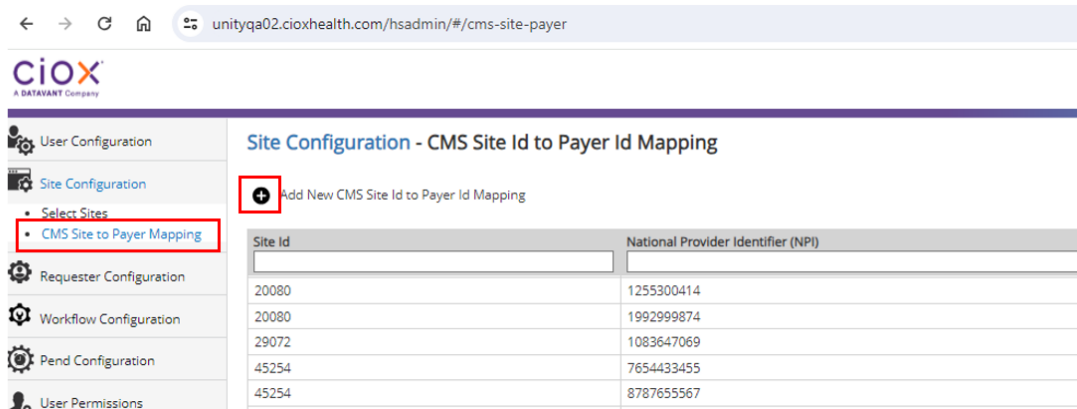 unityqa02.cioxhealth.com/hsadmin/#/cms-site-payer
ciox
A DATAVANT Company
User Configuration
Site Configuration
Select Sites
CMS Site to Payer Mapping
Requester Configuration
Workflow Configuration
Pend Configuration
User Permissions
Site Configuration - CMS Site Id to Payer Id Mapping
Add New CMS Site Id to Payer Id Mapping
Site Id National Provider Identifier (NPI)
20080 1255300414
20080 1992999874
29072 1083647069
45254 7654433455
45254 8787655567